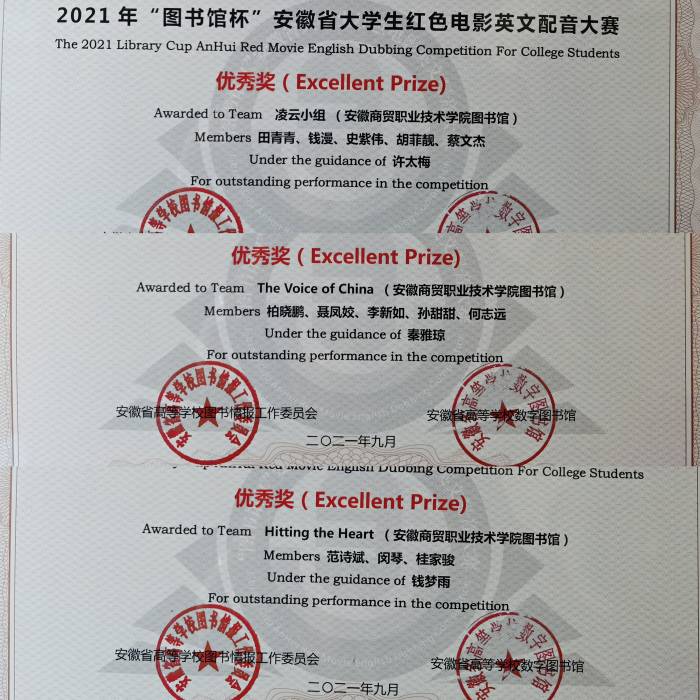 2021年“图书馆杯”安徽省大学生红色电影英文配音大赛
The 2021 Library Cup AnHui Red Movie English Dubbing Competition For College Students
优秀奖 ( Excellent Prize)
Awarded to Team 凌云小组 (安徽商贸职业技术学院图书馆)
Members 田青青、钱漫、史紫伟、胡菲靓、蔡文杰
Under the guidance of 许太梅
For outstanding performance in the competition
优秀奖 ( Excellent Prize)
Awarded to Team The Voice of China (安徽商贸职业技术学院图书馆)
Members 柏晓鹏、聂凤姣、李新如、孙甜甜、何志远
Under the guidance of 秦雅琼
For outstanding performance in the competition
安徽省高等学校图书情报工作委员会 安徽省高等学校数字图书馆
二〇二一年九月
Cup AnHui Red Movie English Dubbing Competition For College Students
优秀奖 ( Excellent Prize)
Awarded to Team Hitting the Heart (安徽商贸职业技术学院图书馆)
Members 范诗斌、闵琴、桂家骏
Under the guidance of 钱梦雨
For outstanding performance in the competition
安徽省高等学校图书情报工作委员会 安徽省高等学校数字图书馆
二〇二一年九月